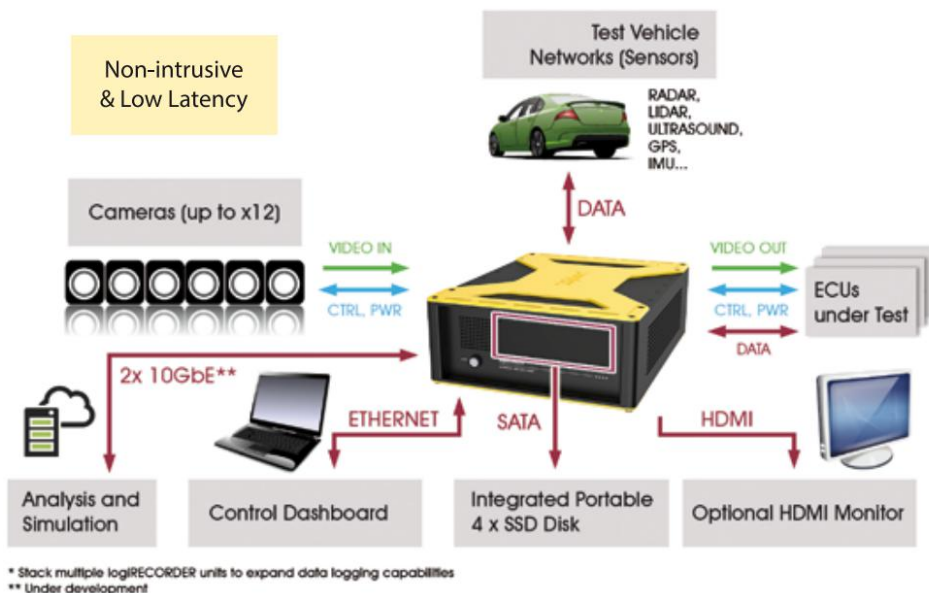 Non-intrusive
& Low Latency
Test Vehicle
Networks (Sensors)
RADAR,
LIDAR,
ULTRASOUND,
GPS,
IMU...
Cameras (up to x12)
DATA
VIDEO IN
CTRL, PWR
VIDEO OUT
CTRL, PWR
DATA
ECUs
under Test
2x 10GbE**
ETHERNET
SATA
HDMI
Analysis and
Simulation
Control Dashboard
Integrated Portable
4 x SSD Disk
Optional HDMI Monitor
* Stack multiple logiRECORDER units to expand data logging capabilities
** Under development